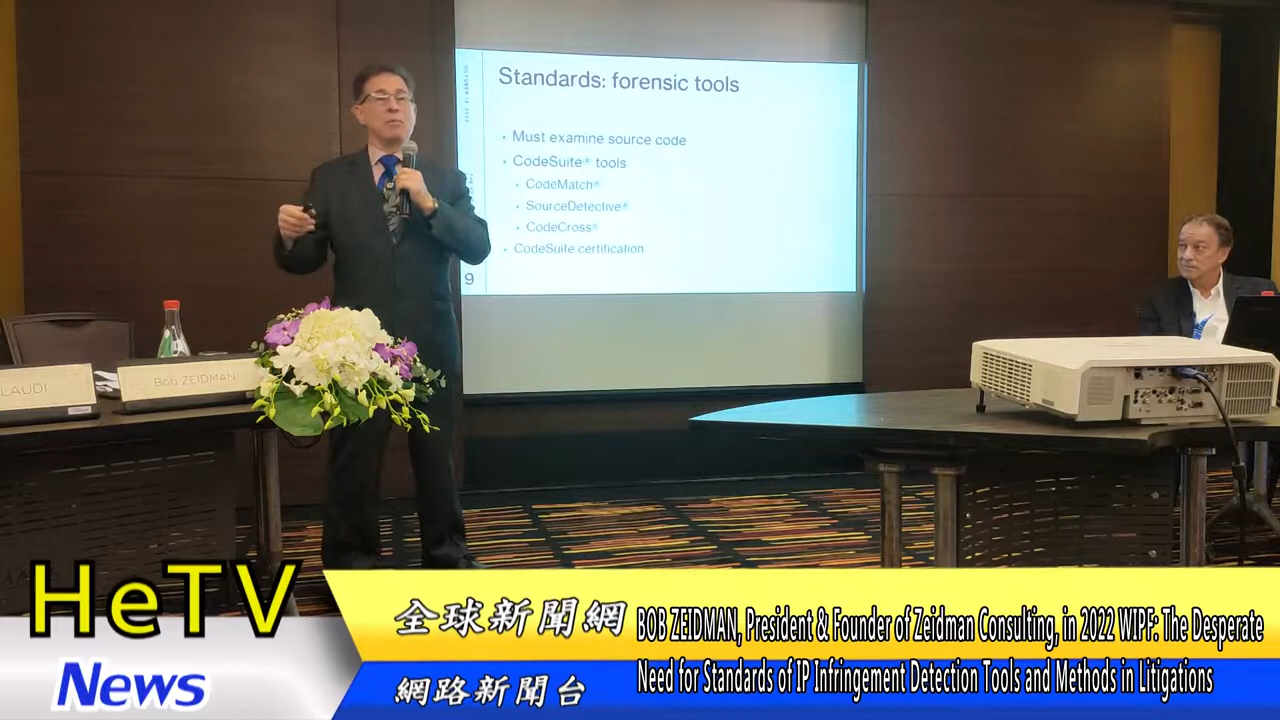 Standards: forensic tools
Must examine source code
CodeSuite® tools
CodeMatch®
SourceDetective®
CodeCross®
CodeSuite certification
9
LAUDI
Bob ZEIDMAN
HeTV
News
全球新聞網
網路新聞台
BOB ZEIDMAN, President & Founder of Zeidman Consulting, in 2022 WIPF: The Desperate
Need for Standards of IP Infringement Detection Tools and Methods in Litigations